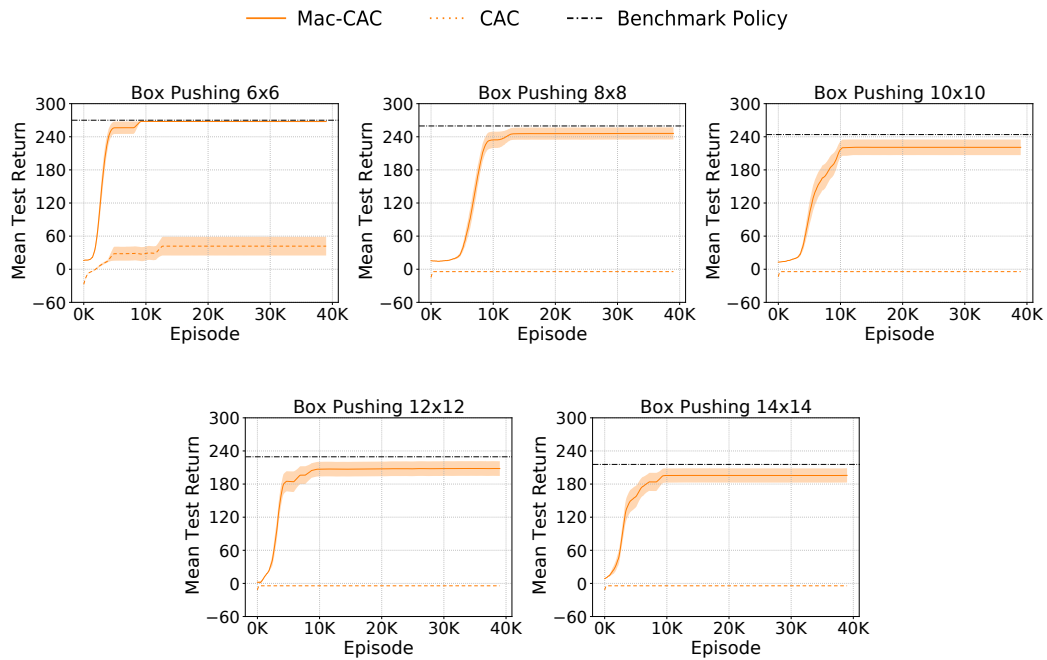 Mac-CAC CAC Benchmark Policy
Box Pushing 6x6
300
240
180
120
60
0
−60
Mean Test Return
0K 10K 20K 30K 40K
Episode
Box Pushing 8x8
300
240
180
120
60
0
−60
Mean Test Return
0K 10K 20K 30K 40K
Episode
Box Pushing 10x10
300
240
180
120
60
0
−60
Mean Test Return
0K 10K 20K 30K 40K
Episode
Box Pushing 12x12
300
240
180
120
60
0
−60
Mean Test Return
0K 10K 20K 30K 40K
Episode
Box Pushing 14x14
300
240
180
120
60
0
−60
Mean Test Return
0K 10K 20K 30K 40K
Episode